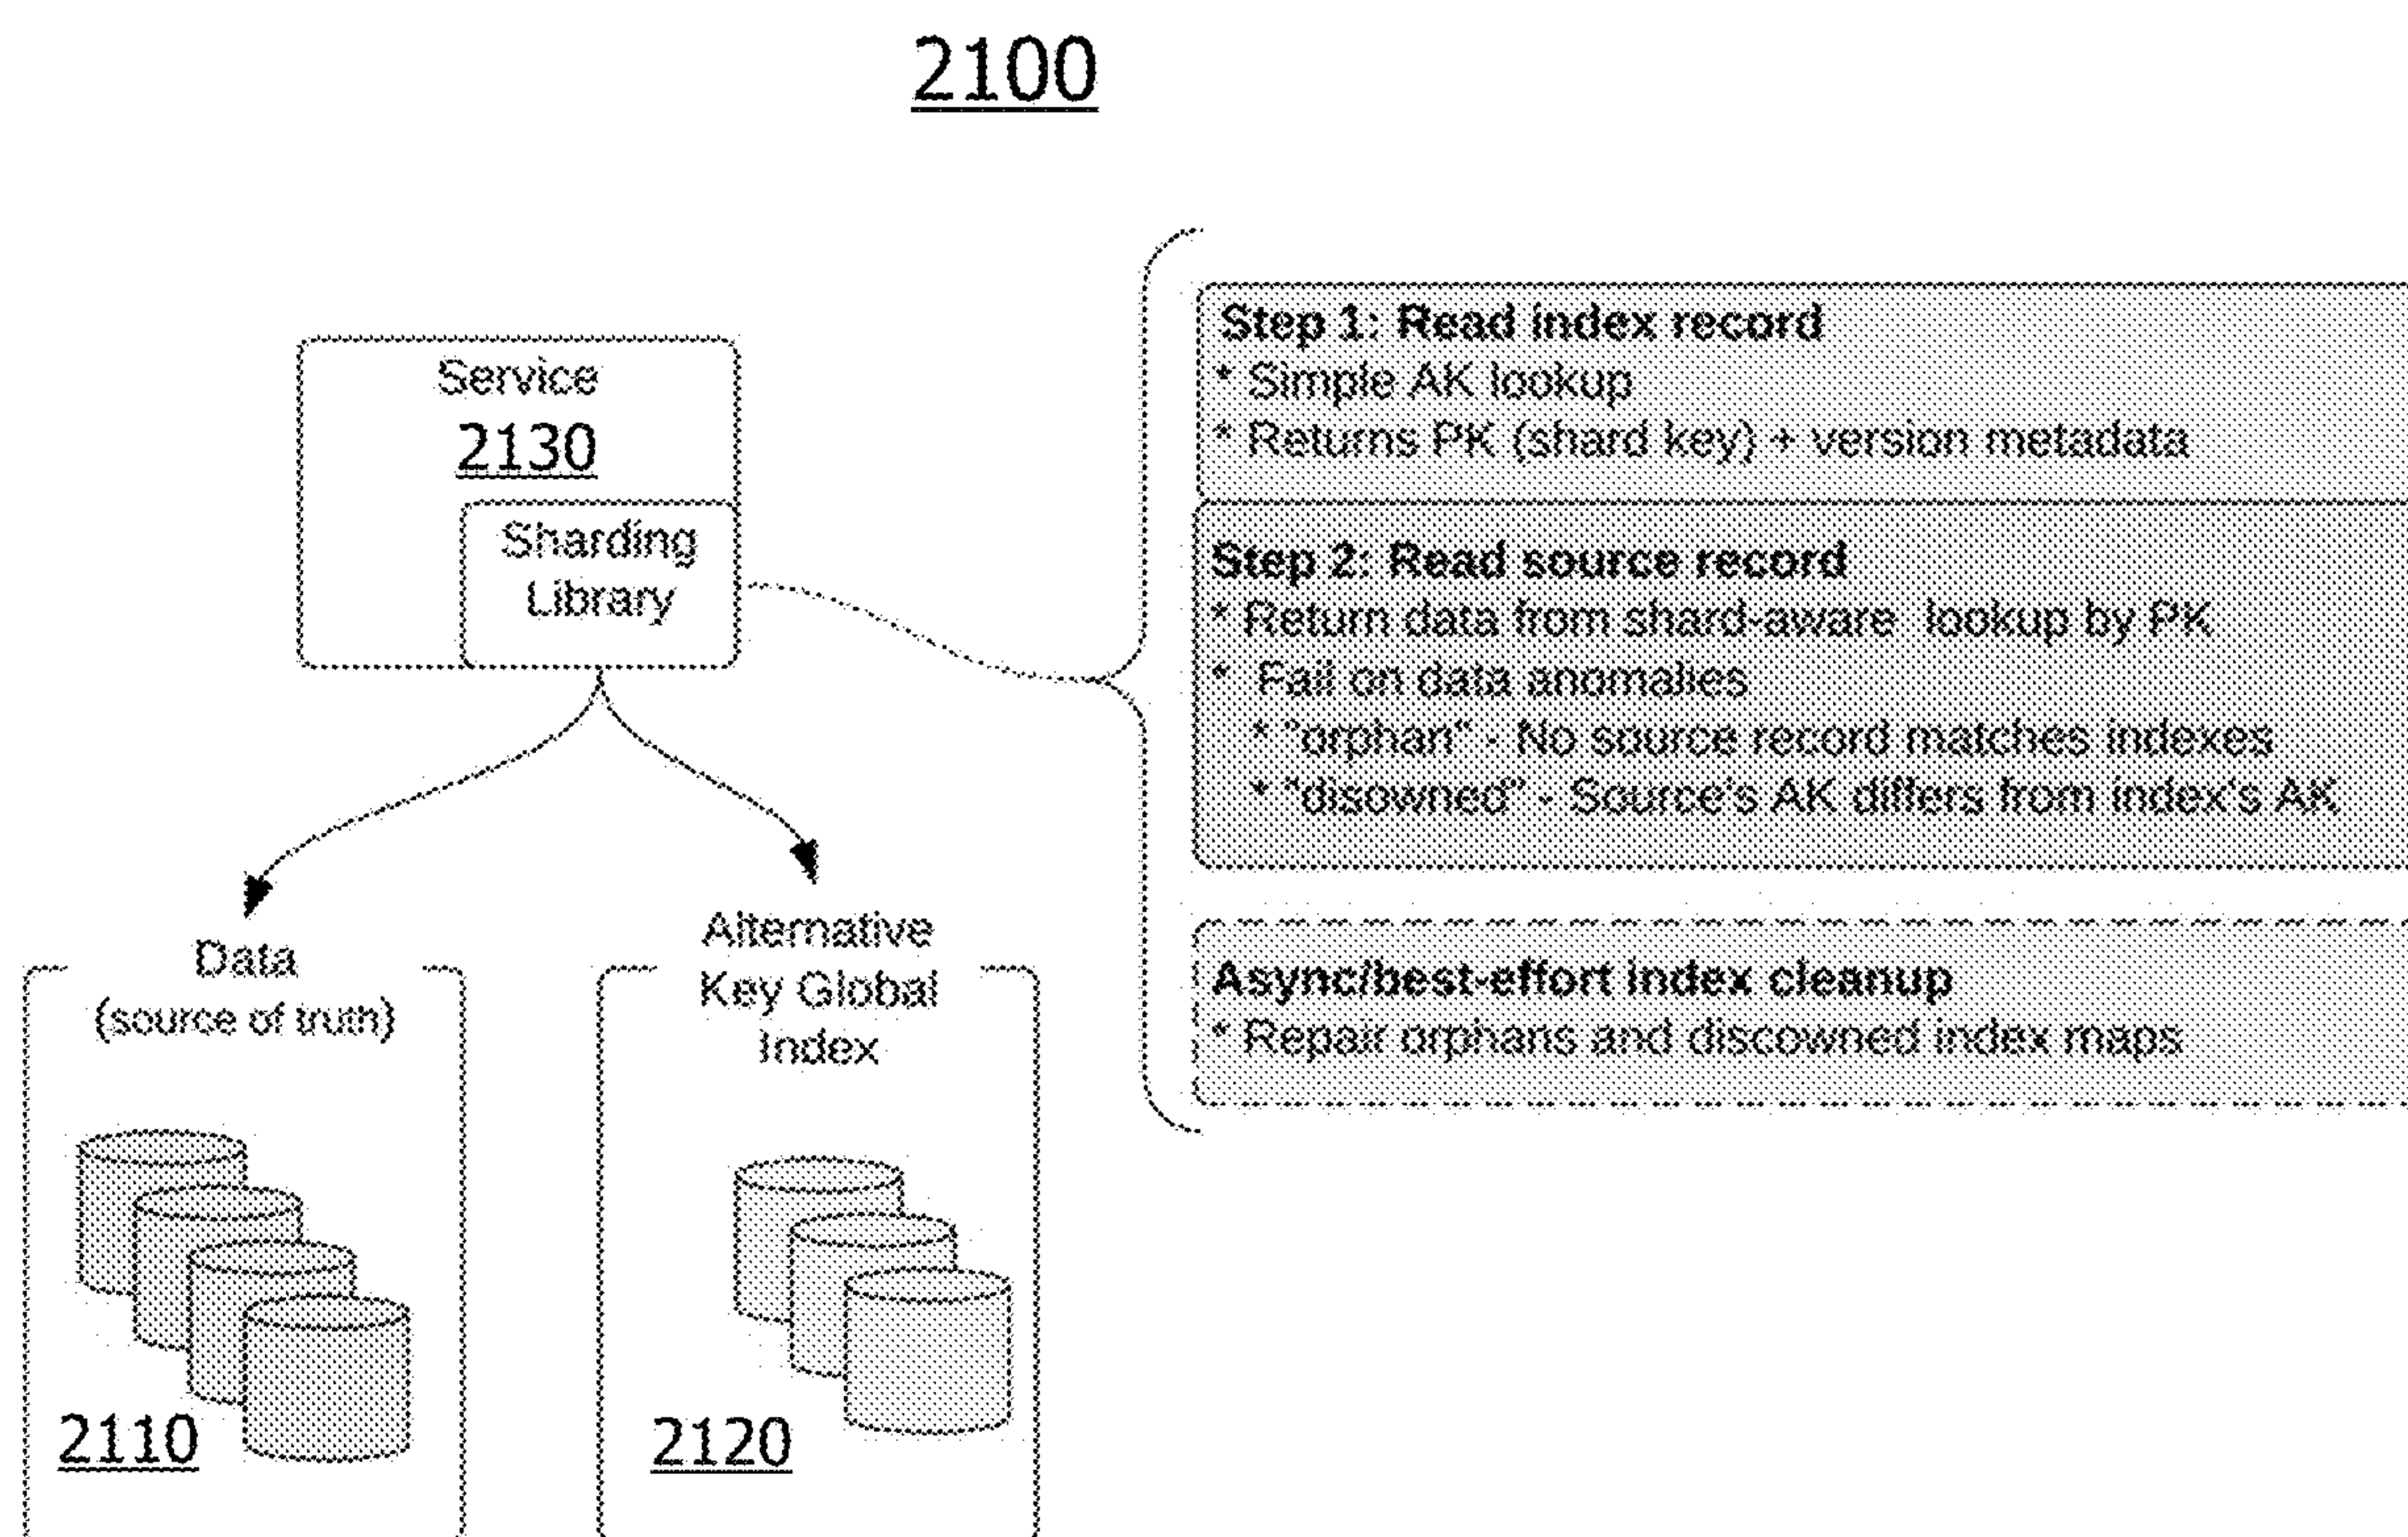 2100
Service
2130
Sharding
Library
Step 1: Read index record
* Simple AK lookup
* Returns PK (shard key) + version metadata
Step 2: Read source record
* Return data from shard-aware lookup by PK
* Fail on data anomalies
* "orphan" - No source record matches indexes
* "disowned" - Source's AK differs from index's AK
Async/best-effort index cleanup
* Repair orphans and discowned index maps
Data
(source of truth)
2110
Alternative
Key Global
Index
2120